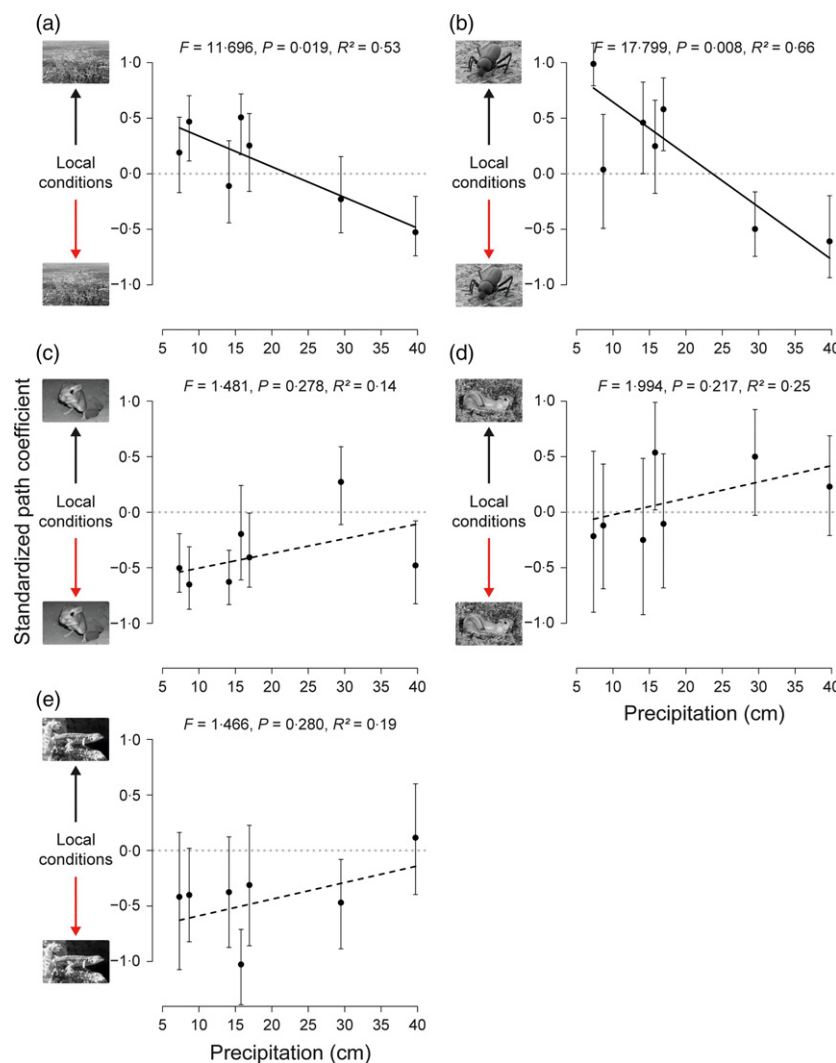 (a)
F = 11·696, P = 0·019, R² = 0·53
1·0
0·5
0·0
−0·5
−1·0
Local
conditions
5 10 15 20 25 30 35 40
(b)
F = 17·799, P = 0·008, R² = 0·66
1·0
0·5
0·0
−0·5
−1·0
Local
conditions
5 10 15 20 25 30 35 40
(c)
F = 1·481, P = 0·278, R² = 0·14
1·0
0·5
0·0
−0·5
−1·0
Local
conditions
5 10 15 20 25 30 35 40
Standardized path coefficient
(d)
F = 1·994, P = 0·217, R² = 0·25
1·0
0·5
0·0
−0·5
−1·0
Local
conditions
5 10 15 20 25 30 35 40
Precipitation (cm)
(e)
F = 1·466, P = 0·280, R² = 0·19
1·0
0·5
0·0
−0·5
−1·0
Local
conditions
5 10 15 20 25 30 35 40
Precipitation (cm)